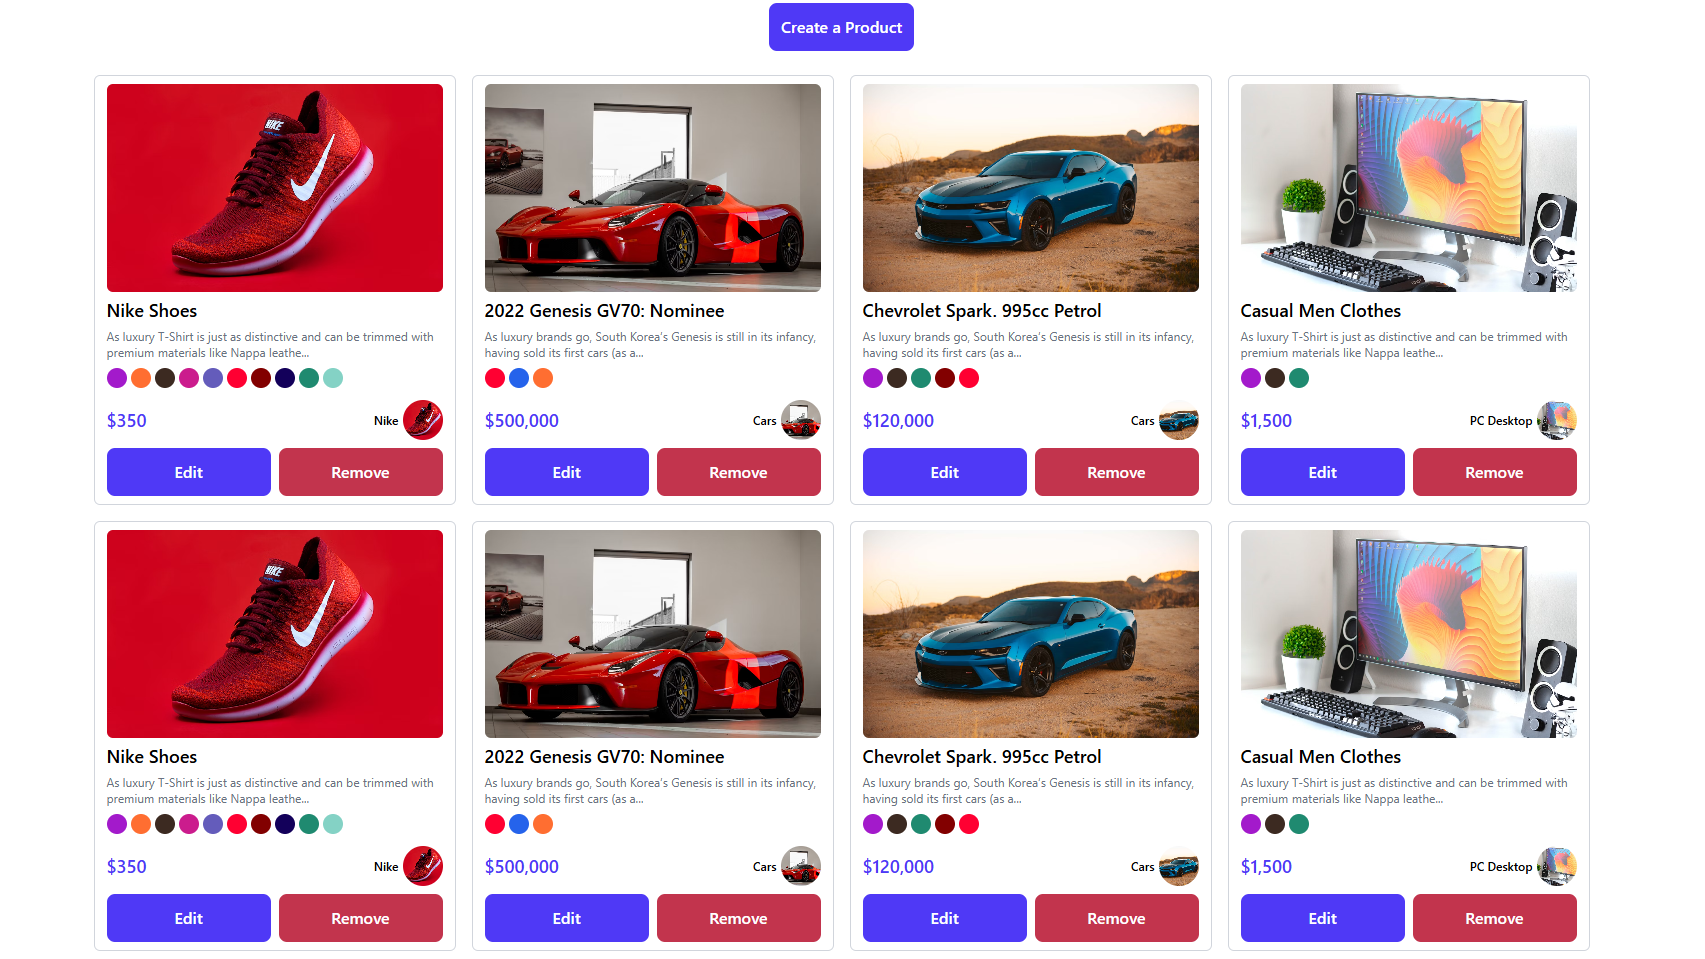 Create a Product
NIKE
Nike Shoes
As luxury T-Shirt is just as distinctive and can be trimmed with
premium materials like Nappa leathe...
$350
Nike
Edit
Remove
2022 Genesis GV70: Nominee
As luxury brands go, South Korea's Genesis is still in its infancy,
having sold its first cars (as a...
$500,000
Cars
Edit
Remove
Chevrolet Spark. 995cc Petrol
As luxury brands go, South Korea's Genesis is still in its infancy,
having sold its first cars (as a...
$120,000
Cars
Edit
Remove
Casual Men Clothes
As luxury T-Shirt is just as distinctive and can be trimmed with
premium materials like Nappa leathe...
$1,500
PC Desktop
Edit
Remove
NIKE
Nike Shoes
As luxury T-Shirt is just as distinctive and can be trimmed with
premium materials like Nappa leathe...
$350
Nike
Edit
Remove
2022 Genesis GV70: Nominee
As luxury brands go, South Korea's Genesis is still in its infancy,
having sold its first cars (as a...
$500,000
Cars
Edit
Remove
Chevrolet Spark. 995cc Petrol
As luxury brands go, South Korea's Genesis is still in its infancy,
having sold its first cars (as a...
$120,000
Cars
Edit
Remove
Casual Men Clothes
As luxury T-Shirt is just as distinctive and can be trimmed with
premium materials like Nappa leathe...
$1,500
PC Desktop
Edit
Remove